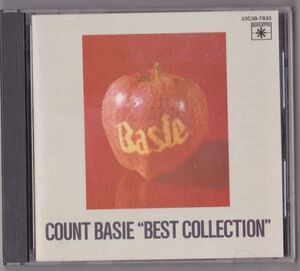 33C38-7935
Basie
COUNT BASIE “BEST COLLECTION”